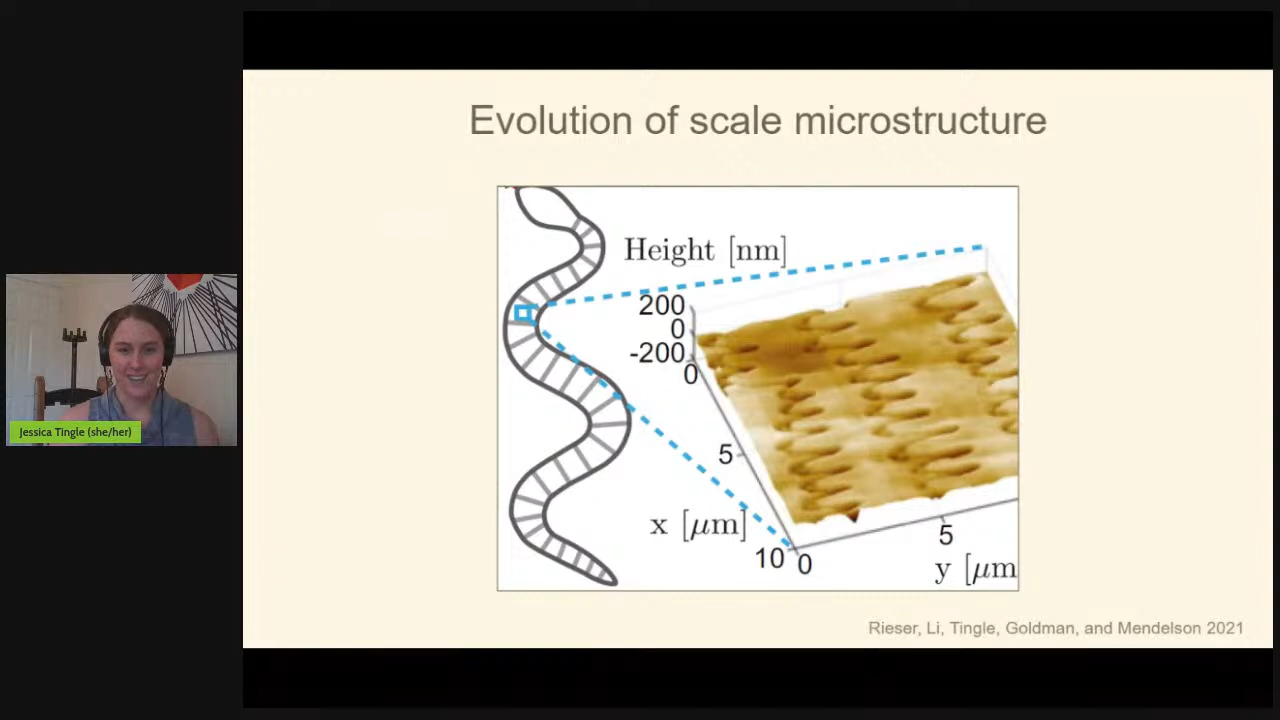 Evolution of scale microstructure
Height [nm]
200
0
-200
0
5
10
x [μm]
0
5
y [μm
Rieser, Li, Tingle, Goldman, and Mendelson 2021
Jessica Tingle (she/her)